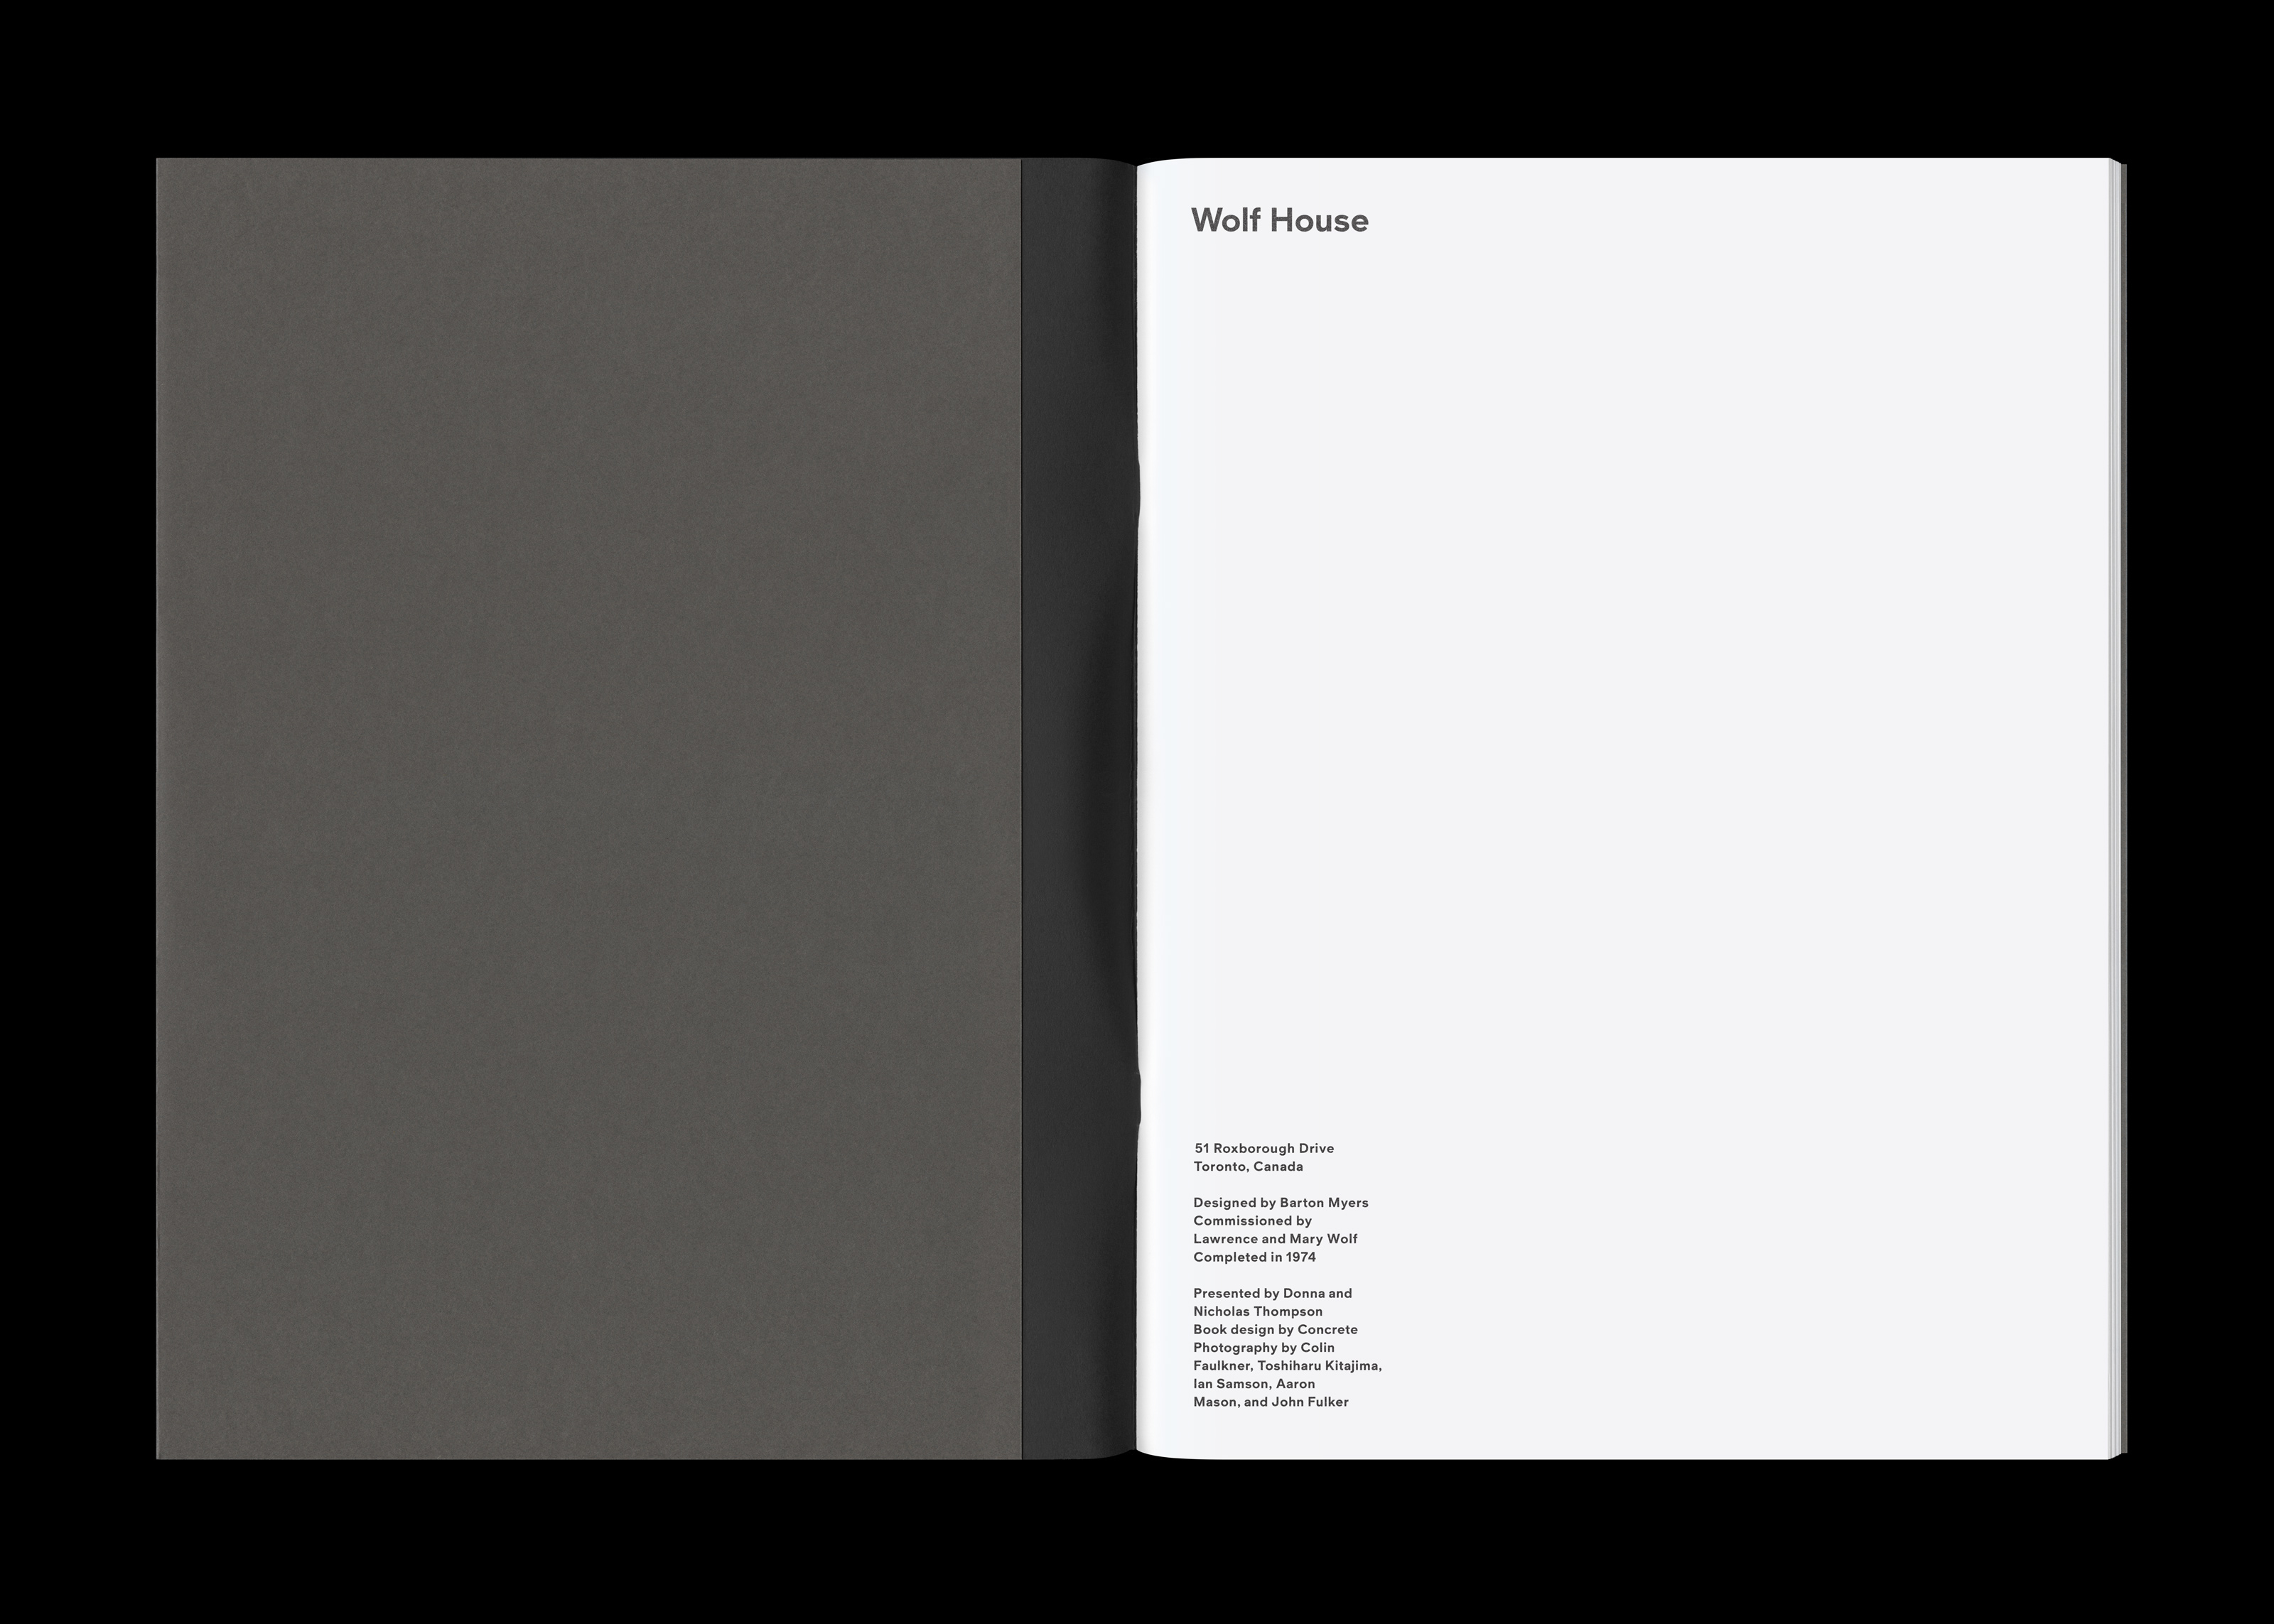 Wolf House
51 Roxborough Drive
Toronto, Canada
Designed by Barton Myers
Commissioned by
Lawrence and Mary Wolf
Completed in 1974
Presented by Donna and
Nicholas Thompson
Book design by Concrete
Photography by Colin
Faulkner, Toshiharu Kitajima,
Ian Samson, Aaron
Mason, and John Fulker